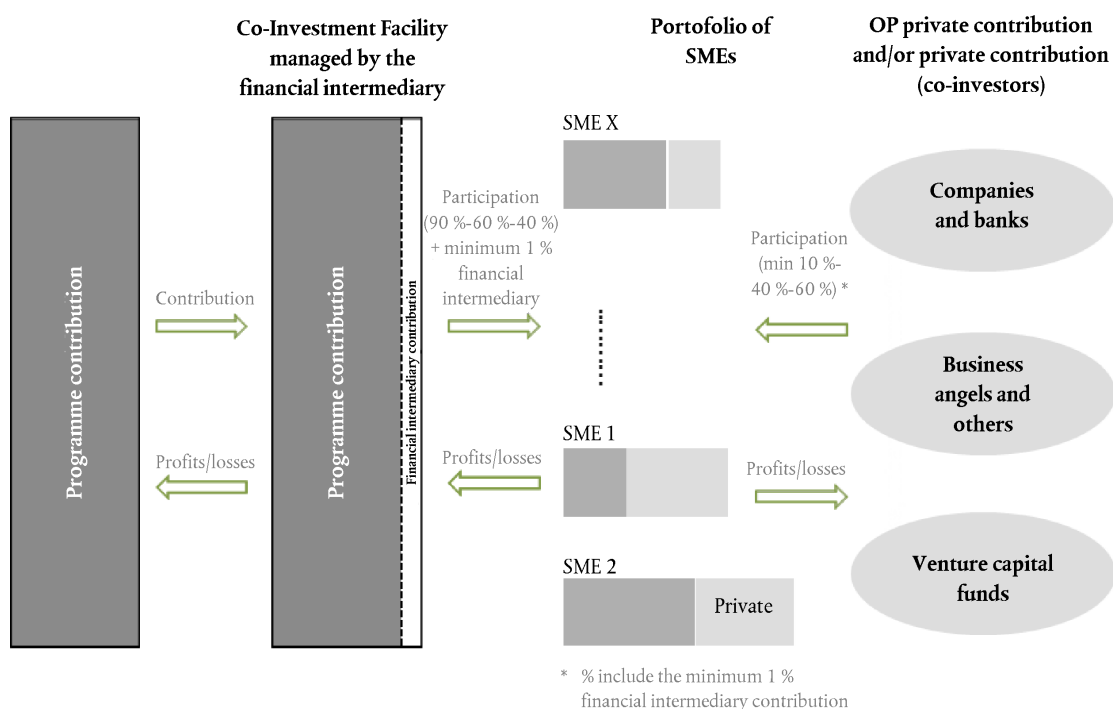 Co-Investment Facility
managed by the
financial intermediary
Portofolio of
SMEs
OP private contribution
and/or private contribution
(co-investors)
Programme contribution
Contribution
Profits/losses
Programme contribution
Financial intermediary contribution
Participation
(90 %-60 %-40 %)
+ minimum 1 %
financial
intermediary
Profits/losses
SME X
SME 1
SME 2
Private
Participation
(min 10 %-
40 %-60 %) *
Profits/losses
Companies
and banks
Business
angels and
others
Venture capital
funds
* % include the minimum 1 %
financial intermediary contribution